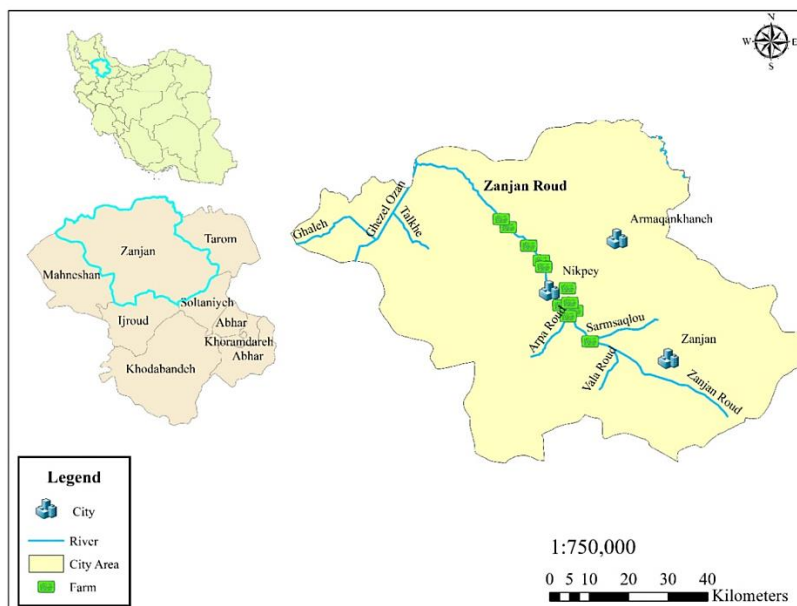 N
W E
S
Zanjan Roud
Ghaleh
Ghezel Ozan
Talkhe
Armaqankhaneh
Nikpey
Arpa Roud
Sarmsaqlou
Vala Roud
Zanjan
Zanjan Roud
Zanjan
Tarom
Mahneshan
Soltaniyeh
Ijroud
Abhar
Khoramdareh
Abhar
Khodabandeh
Legend
City
River
City Area
Farm
1:750,000
0 5 10 20 30 40
Kilometers